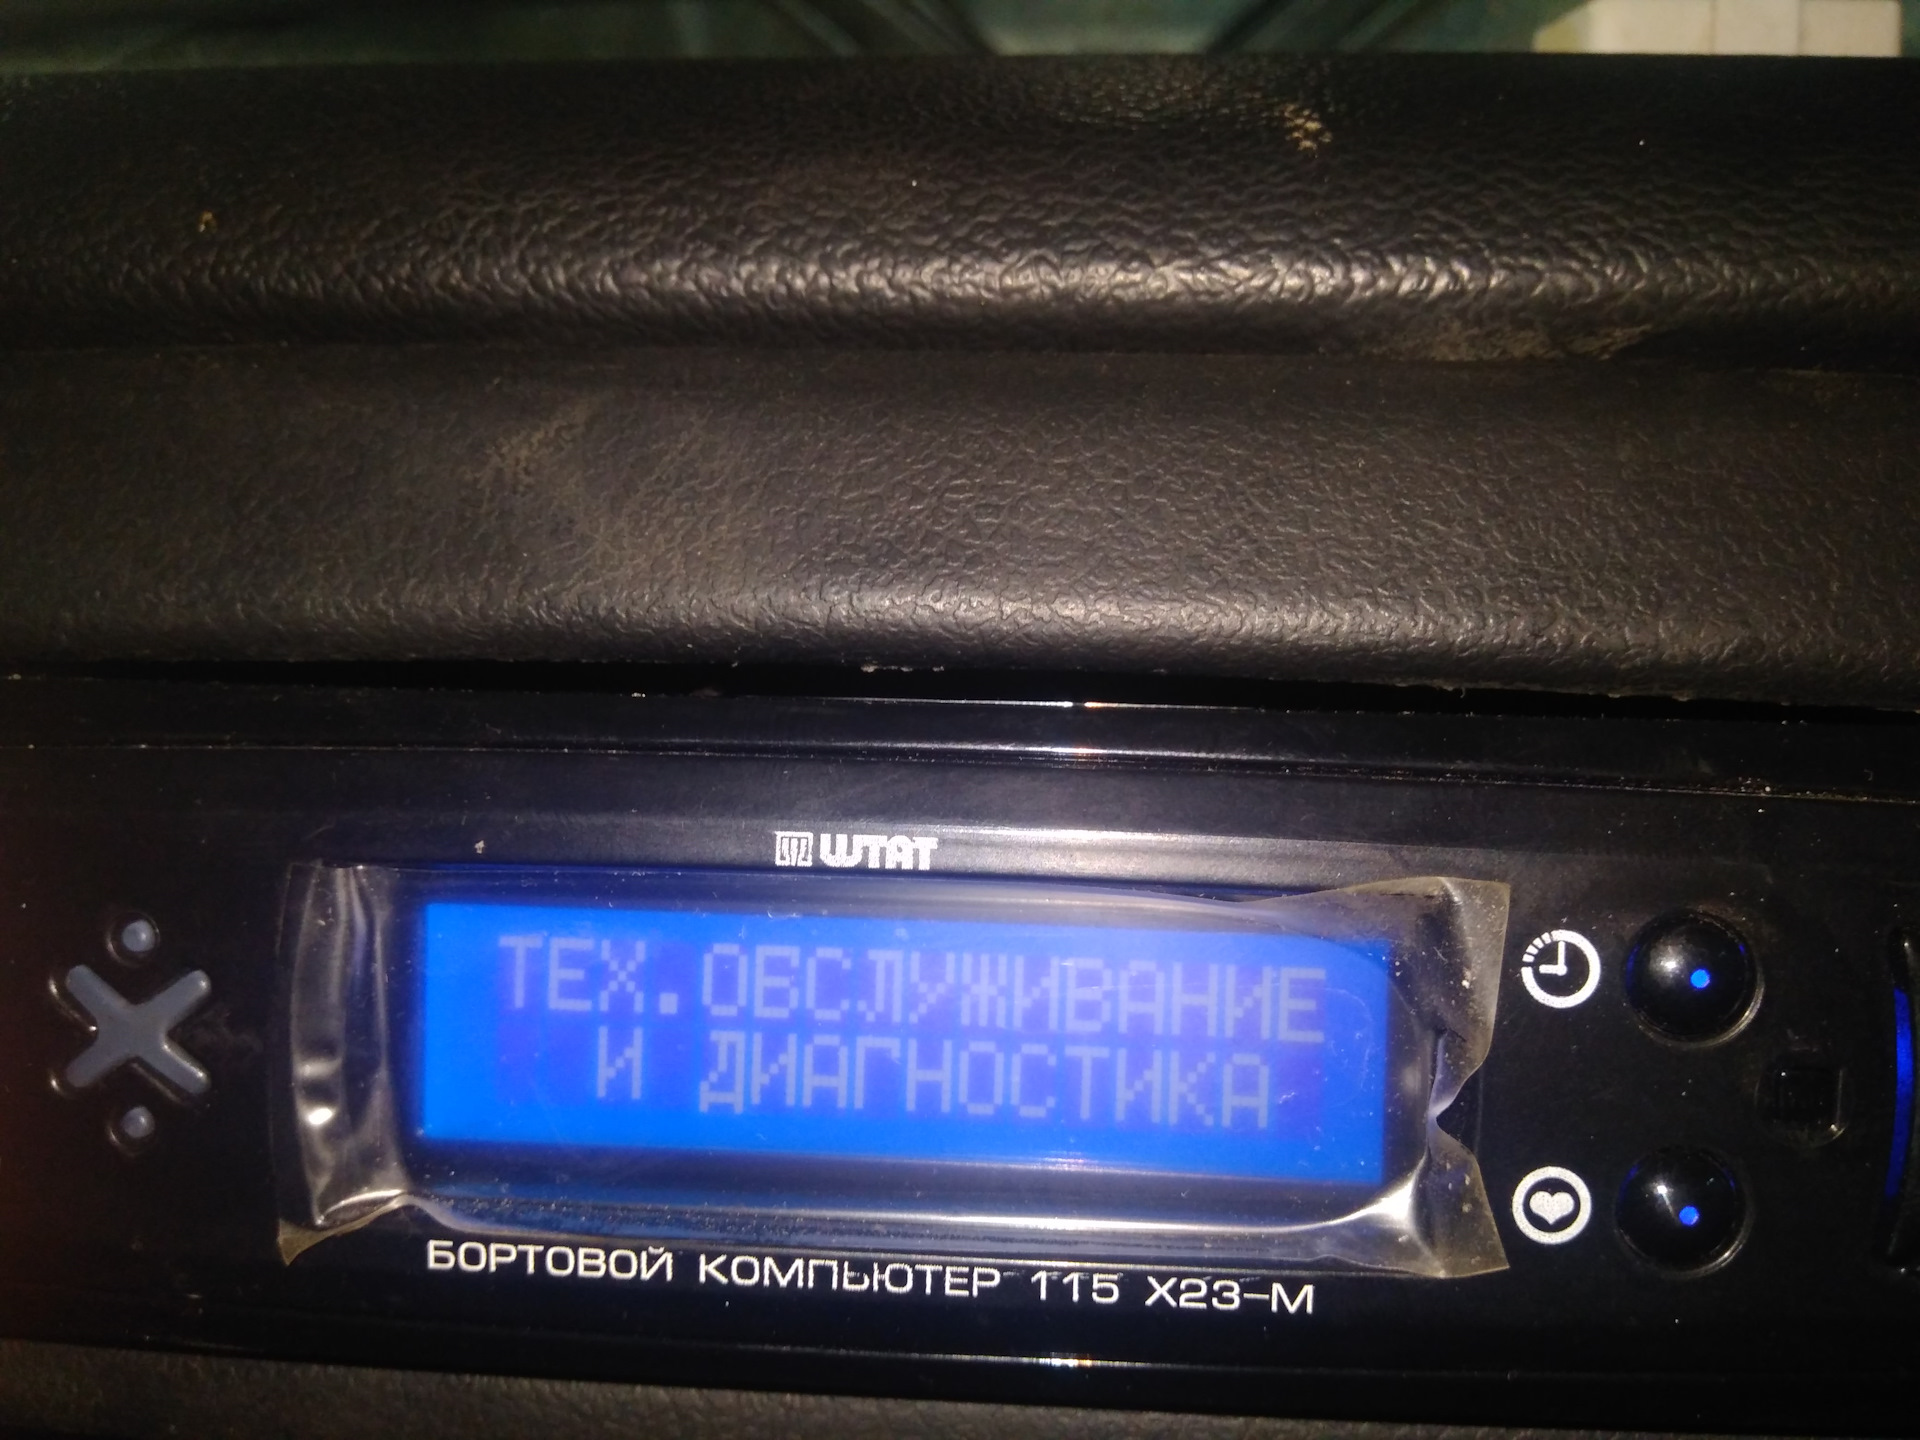 ШТАТ
ТЕХ.ОБСЛУЖИВАНИЕ
И ДИАГНОСТИКА
БОРТОВОЙ КОМПЬЮТЕР 115 X23-M